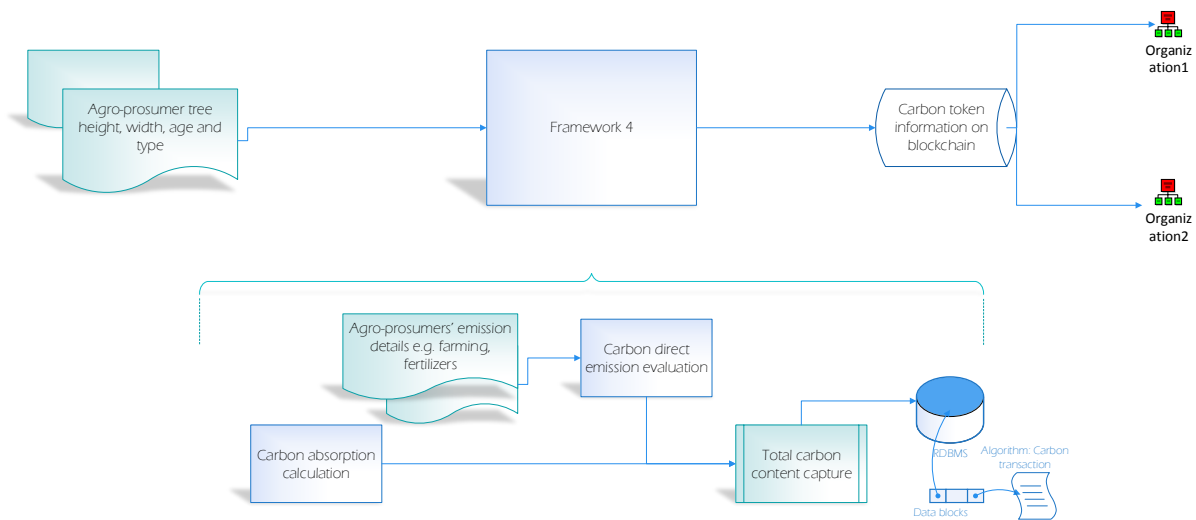 Agro-prosumer tree
height, width, age and
type
Framework 4
Carbon token
information on
blockchain
Organiz
ation1
Organiz
ation2
Agro-prosumers’ emission
details e.g. farming,
fertilizers
Carbon direct
emission evaluation
Carbon absorption
calculation
Total carbon
content capture
RDBMS
Algorithm: Carbon
transaction
Data blocks